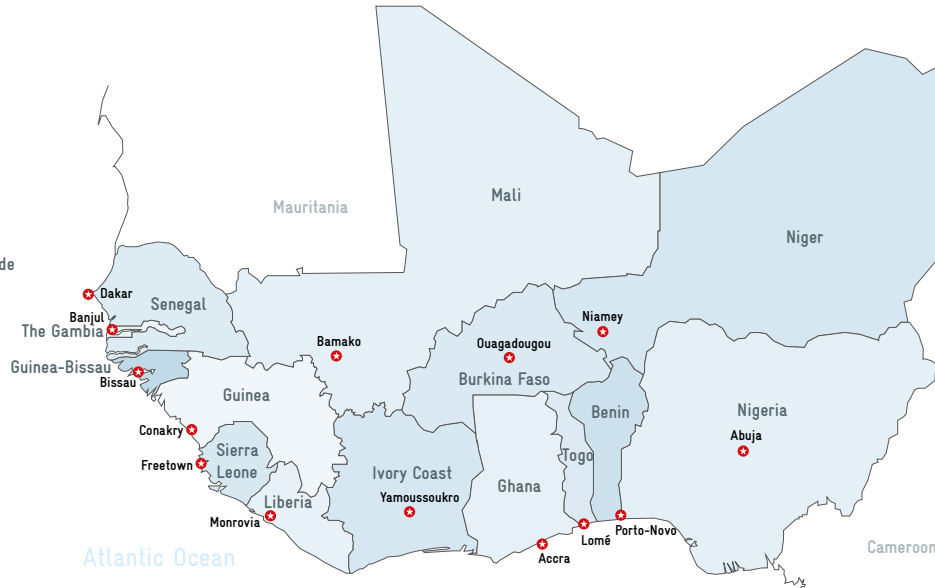 Mali
Mauritania
Niger
de
Dakar
Senegal
Banjul
The Gambia
Niamey
Bamako
Ouagadougou
Guinea-Bissau
Bissau
Burkina Faso
Guinea
Benin
Nigeria
Conakry
Abuja
Sierra
Leone
Freetown
Togo
Ivory Coast
Ghana
Yamoussoukro
Liberia
Monrovia
Porto-Novo
Lomé
Accra
Cameroon
Atlantic Ocean